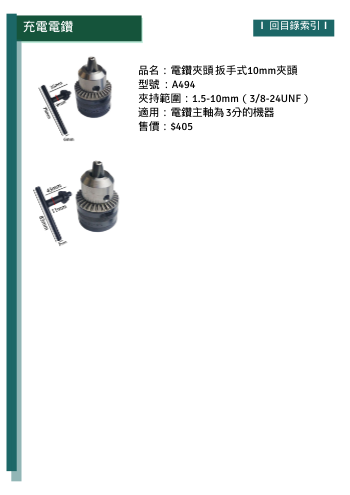 充電電鑽
I 回目錄索引 I
品名：電鑽夾頭 扳手式10mm夾頭
型號 ：A494
夾持範圍：1.5-10mm ( 3/8-24UNF )
適用：電鑽主軸為 3分的機器
售價：$405
43mm
11mm